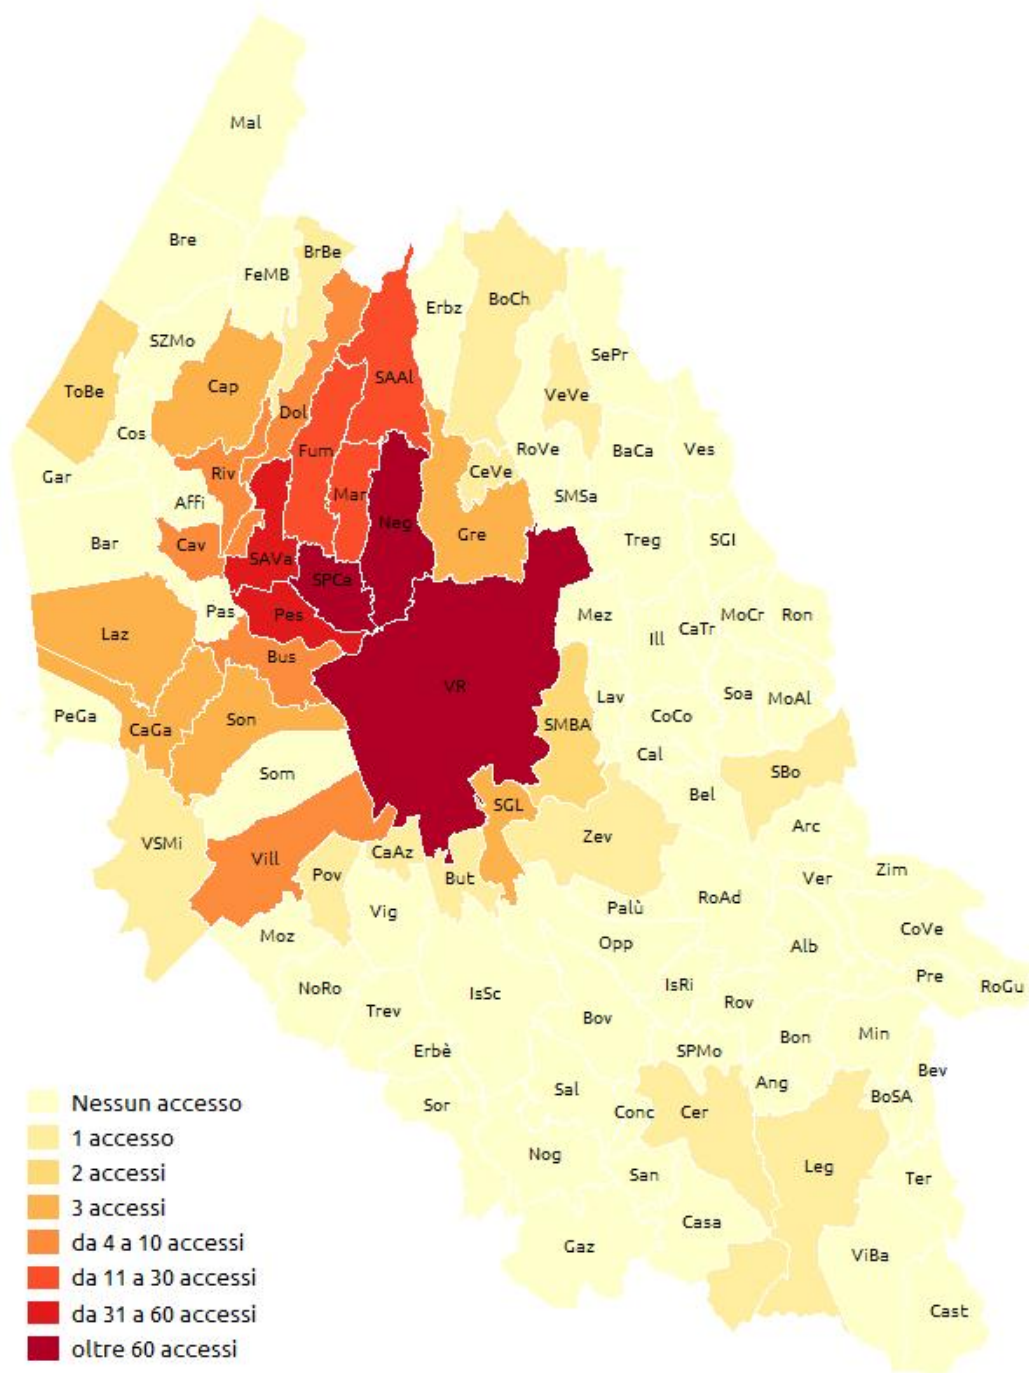 Mal
Bre
FeMB
BrBe
Erbz
BoCh
SZMo
SePr
ToBe
Cap
SAAl
VeVe
Dol
Cos
Fum
RoVe
BaCa
Ves
Gar
Riv
CeVe
Affi
Mar
SMSa
Neg
Gre
Bar
Cav
Treg
SGI
SAVa
SPCa
Pas
Pes
Mez
MoCr
Ron
Laz
CaTr
Ill
Bus
VR
Lav
Soa
MoAl
PeGa
CaGa
Son
SMBA
CoCo
Cal
Som
SBo
Bel
SGL
Arc
VSMi
Zev
CaAz
Vill
Pov
But
Ver
Zim
RoAd
Vig
Palù
Moz
Opp
Alb
CoVe
NoRo
IsSc
IsRi
Pre
RoGu
Trev
Bov
Rov
Bon
Min
Erbè
SPMo
Bev
Ang
BoSA
Sal
Sor
Conc
Cer
Nog
San
Leg
Ter
Casa
Gaz
ViBa
Cast
Nessun accesso
1 accesso
2 accessi
3 accessi
da 4 a 10 accessi
da 11 a 30 accessi
da 31 a 60 accessi
oltre 60 accessi